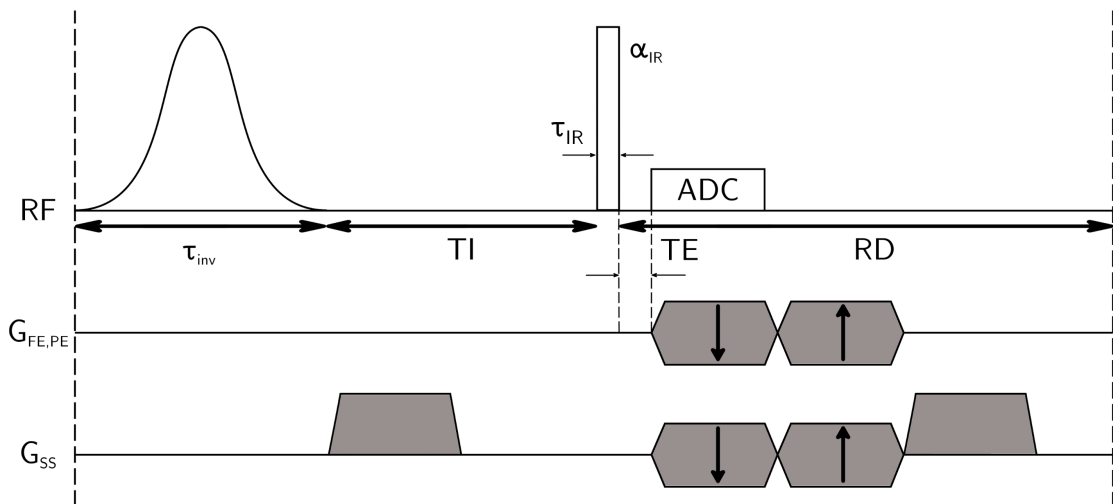 α_IR
τ_IR
ADC
RF
τ_inv
TI
TE
RD
G_FE,PE
G_SS